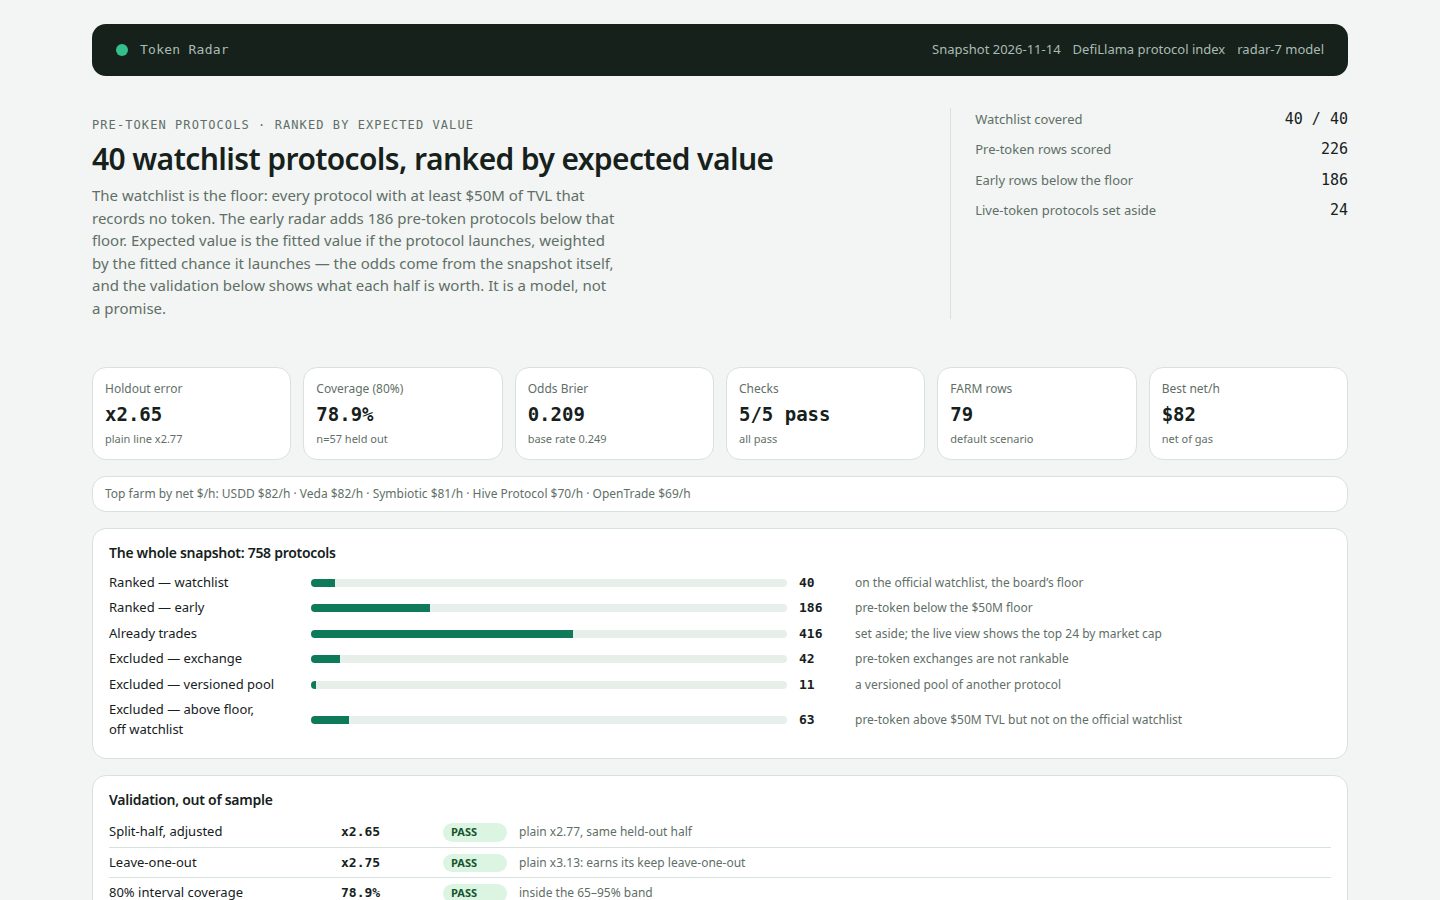 Token Radar
Snapshot 2026-11-14 DefiLlama protocol index radar-7 model
PRE-TOKEN PROTOCOLS · RANKED BY EXPECTED VALUE
40 watchlist protocols, ranked by expected value
The watchlist is the floor: every protocol with at least $50M of TVL that
records no token. The early radar adds 186 pre-token protocols below that
floor. Expected value is the fitted value if the protocol launches, weighted
by the fitted chance it launches — the odds come from the snapshot itself,
and the validation below shows what each half is worth. It is a model, not
a promise.
Watchlist covered 40 / 40
Pre-token rows scored 226
Early rows below the floor 186
Live-token protocols set aside 24
Holdout error
x2.65
plain line x2.77
Coverage (80%)
78.9%
n=57 held out
Odds Brier
0.209
base rate 0.249
Checks
5/5 pass
all pass
FARM rows
79
default scenario
Best net/h
$82
net of gas
Top farm by net $/h: USDD $82/h · Veda $82/h · Symbiotic $81/h · Hive Protocol $70/h · OpenTrade $69/h
The whole snapshot: 758 protocols
Ranked — watchlist 40 on the official watchlist, the board's floor
Ranked — early 186 pre-token below the $50M floor
Already trades 416 set aside; the live view shows the top 24 by market cap
Excluded — exchange 42 pre-token exchanges are not rankable
Excluded — versioned pool 11 a versioned pool of another protocol
Excluded — above floor,
off watchlist 63 pre-token above $50M TVL but not on the official watchlist
Validation, out of sample
Split-half, adjusted x2.65 PASS plain x2.77, same held-out half
Leave-one-out x2.75 PASS plain x3.13: earns its keep leave-one-out
80% interval coverage 78.9% PASS inside the 65–95% band